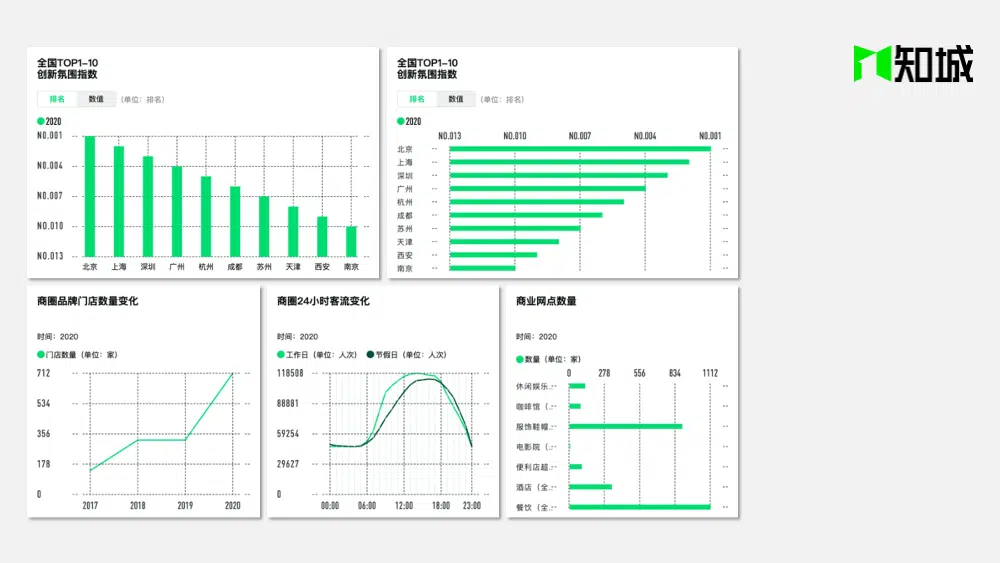 知城
全国TOP1-10
创新氛围指数
排名 数值 (单位：排名)
2020
NO.001
NO.004
NO.007
NO.010
NO.013
北京 上海 深圳 广州 杭州 成都 苏州 天津 西安 南京
全国TOP1-10
创新氛围指数
排名 数值 (单位：排名)
2020
NO.013 NO.010 NO.007 NO.004 NO.001
北京
上海
深圳
广州
杭州
成都
苏州
天津
西安
南京
商圈品牌门店数量变化
时间：2020
门店数量（单位：家）
712
534
356
178
0
2017 2018 2019 2020
商圈24小时客流变化
时间：2020
工作日（单位：人次） 节假日（单位：人次）
118508
88881
59254
29627
0
00:00 06:00 12:00 18:00 23:00
商业网点数量
时间：2020
数量（单位：家）
0 278 556 834 1112
休闲娱乐...
咖啡馆（...
服饰鞋帽...
电影院（...
便利店超...
酒店（全...
餐饮（全...